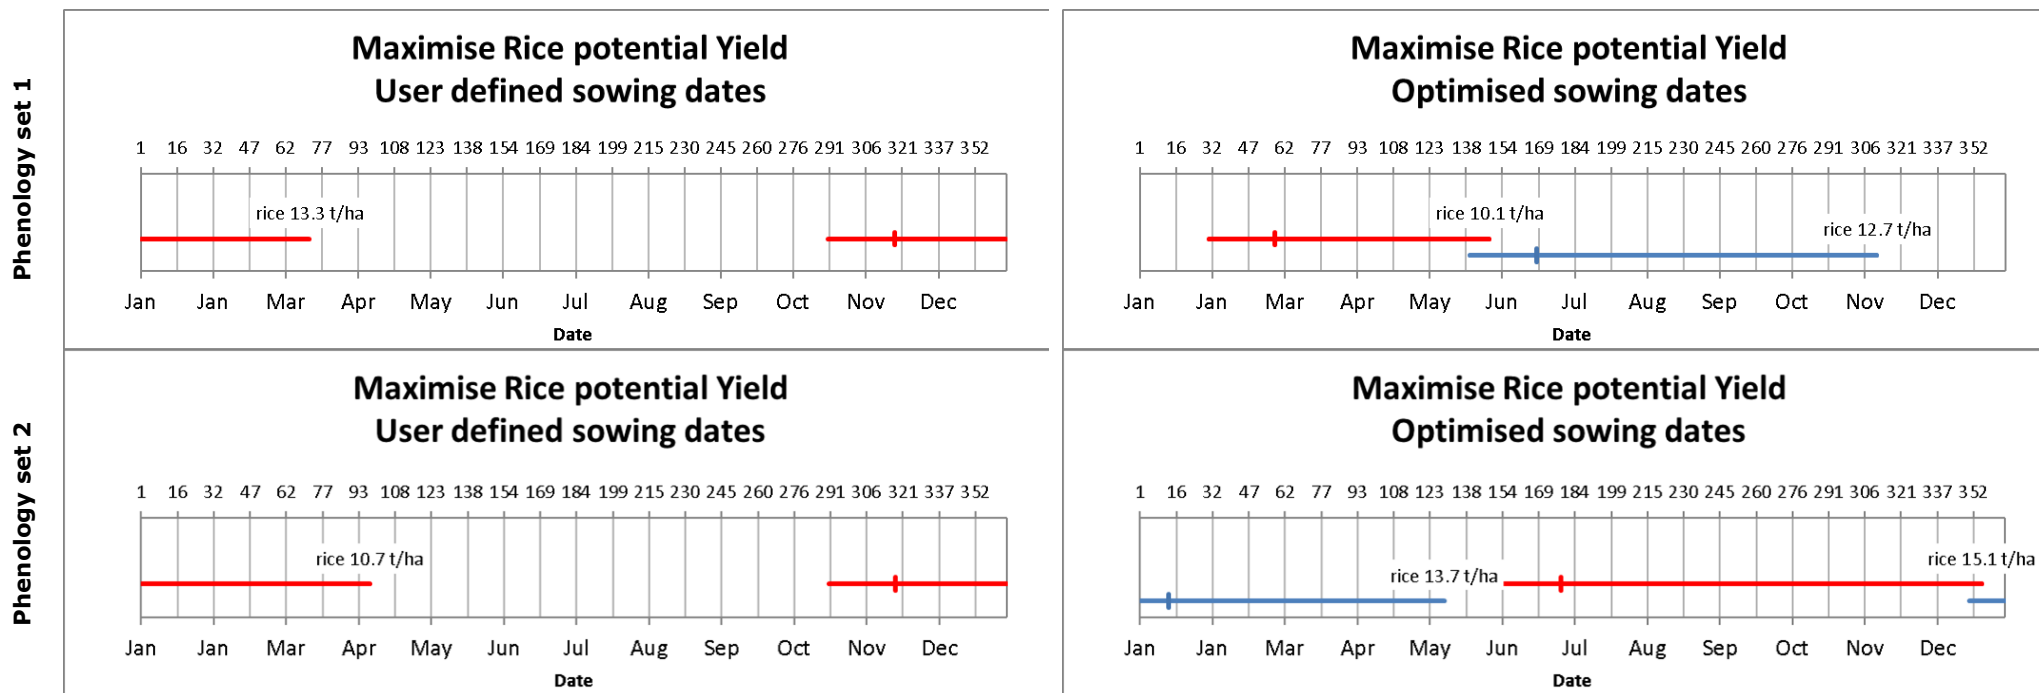 Phenology set 1
Maximise Rice potential Yield
User defined sowing dates
1 16 32 47 62 77 93 108 123 138 154 169 184 199 215 230 245 260 276 291 306 321 337 352
rice 13.3 t/ha
Jan Jan Mar Apr May Jun Jul Aug Sep Oct Nov Dec
Date
Maximise Rice potential Yield
Optimised sowing dates
1 16 32 47 62 77 93 108 123 138 154 169 184 199 215 230 245 260 276 291 306 321 337 352
rice 10.1 t/ha
rice 12.7 t/ha
Jan Jan Mar Apr May Jun Jul Aug Sep Oct Nov Dec
Date
Phenology set 2
Maximise Rice potential Yield
User defined sowing dates
1 16 32 47 62 77 93 108 123 138 154 169 184 199 215 230 245 260 276 291 306 321 337 352
rice 10.7 t/ha
Jan Jan Mar Apr May Jun Jul Aug Sep Oct Nov Dec
Date
Maximise Rice potential Yield
Optimised sowing dates
1 16 32 47 62 77 93 108 123 138 154 169 184 199 215 230 245 260 276 291 306 321 337 352
rice 15.1 t/ha
rice 13.7 t/ha
Jan Jan Mar Apr May Jun Jul Aug Sep Oct Nov Dec
Date